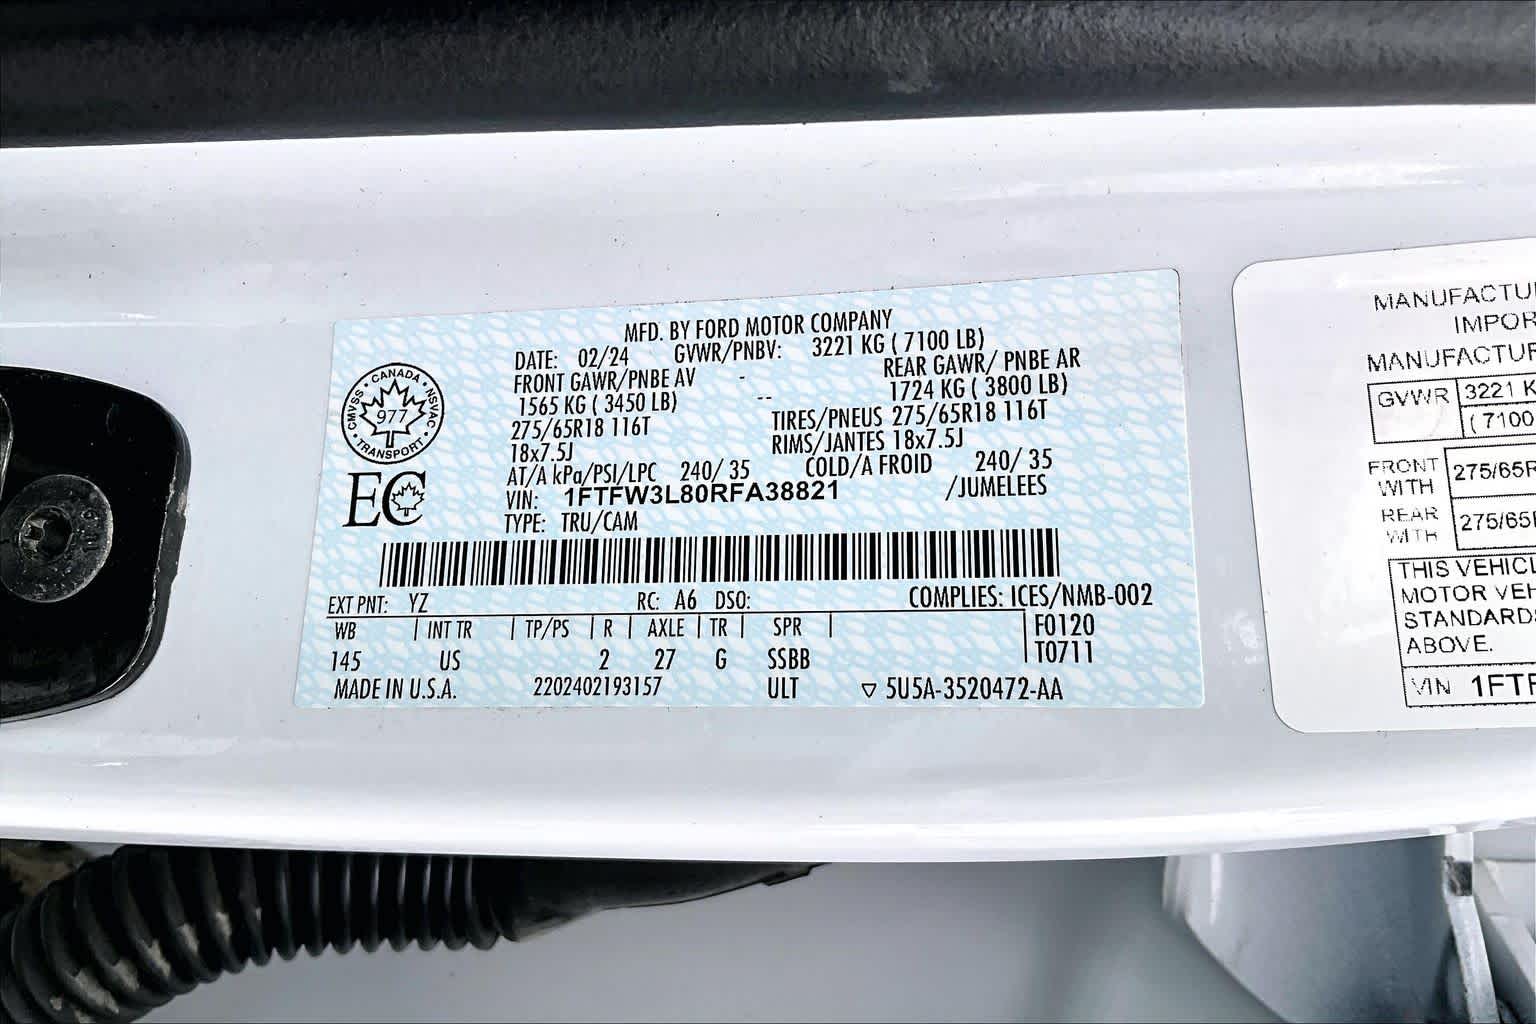 MFD. BY FORD MOTOR COMPANY
DATE: 02/24 GVWR/PNBV: 3221 KG ( 7100 LB)
FRONT GAWR/PNBE AV - REAR GAWR/ PNBE AR
1565 KG ( 3450 LB) -- 1724 KG ( 3800 LB)
275/65R18 116T TIRES/PNEUS 275/65R18 116T
18x7.5J RIMS/JANTES 18x7.5J
AT/A kPa/PSI/LPC 240/ 35 COLD/A FROID 240/ 35
VIN: 1FTFW3L80RFA38821 /JUMELEES
TYPE: TRU/CAM
CANADA
CMVSS NSVAC
977
TRANSPORT
EC
EXT PNT: YZ RC: A6 DSO: COMPLIES: ICES/NMB-002
WB | INT TR | TP/PS | R | AXLE | TR | SPR | F0120
145 US 2 27 G SSBB T0711
MADE IN U.S.A. 2202402193157 ULT ▽ 5U5A-3520472-AA
MANUFACTU
IMPOR
MANUFACTUR
GVWR 3221 K
(7100
FRONT WITH 275/65R
REAR WITH 275/65R
THIS VEHICL
MOTOR VEH
STANDARDS
ABOVE.
VIN 1FTF